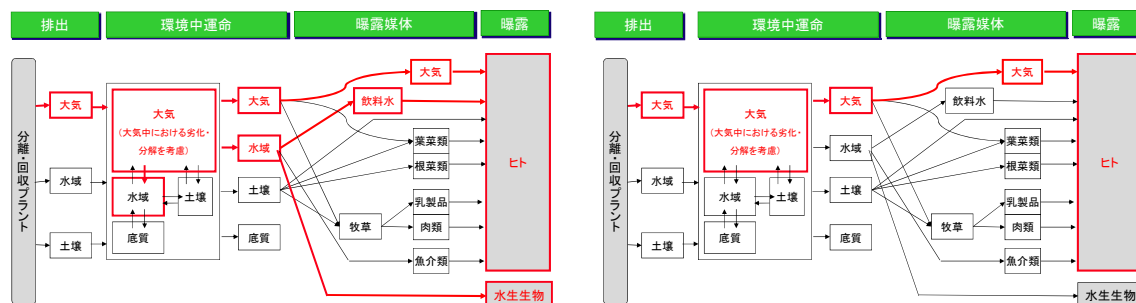 排出
環境中運命
曝露媒体
曝露
分離・回収プラント
大気
水域
土壌
大気
(大気中における劣化・
分解を考慮)
水域
土壌
底質
大気
水域
土壌
底質
大気
飲料水
葉菜類
根菜類
牧草
乳製品
肉類
魚介類
ヒト
水生生物
排出
環境中運命
曝露媒体
曝露
分離・回収プラント
大気
水域
土壌
大気
(大気中における劣化・
分解を考慮)
水域
土壌
底質
大気
水域
土壌
底質
大気
飲料水
葉菜類
根菜類
牧草
乳製品
肉類
魚介類
ヒト
水生生物